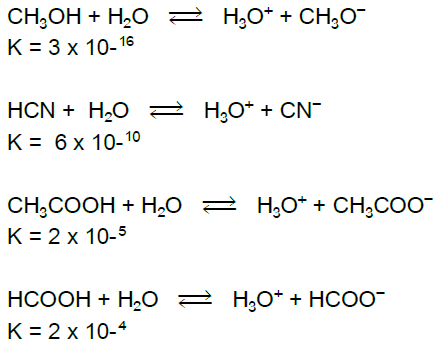 CH₃OH + H₂O ⇌ H₃O⁺ + CH₃O⁻
K = 3 x 10-¹⁶
HCN + H₂O ⇌ H₃O⁺ + CN⁻
K = 6 x 10-¹⁰
CH₃COOH + H₂O ⇌ H₃O⁺ + CH₃COO⁻
K = 2 x 10-⁵
HCOOH + H₂O ⇌ H₃O⁺ + HCOO⁻
K = 2 x 10-⁴